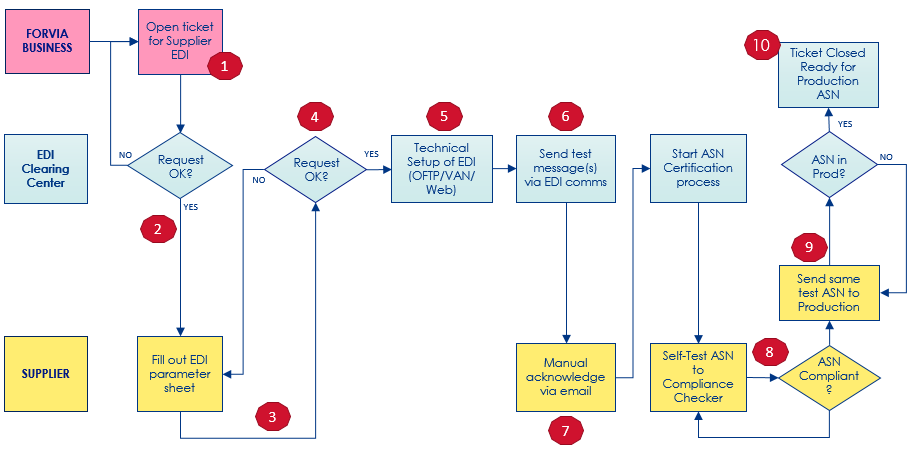 FORVIA
BUSINESS
Open ticket
for Supplier
EDI
1
EDI
Clearing
Center
NO
Request
OK?
YES
2
SUPPLIER
Fill out EDI
parameter
sheet
3
4
Request
OK?
NO
YES
5
Technical
Setup of EDI
(OFTP/VAN/
Web)
6
Send test
message(s)
via EDI comms
Manual
acknowledge
via email
7
Start ASN
Certification
process
Self-Test ASN
to
Compliance
Checker
8
ASN
Compliant
?
9
Send same
test ASN to
Production
ASN in
Prod?
NO
YES
10
Ticket Closed
Ready for
Production
ASN